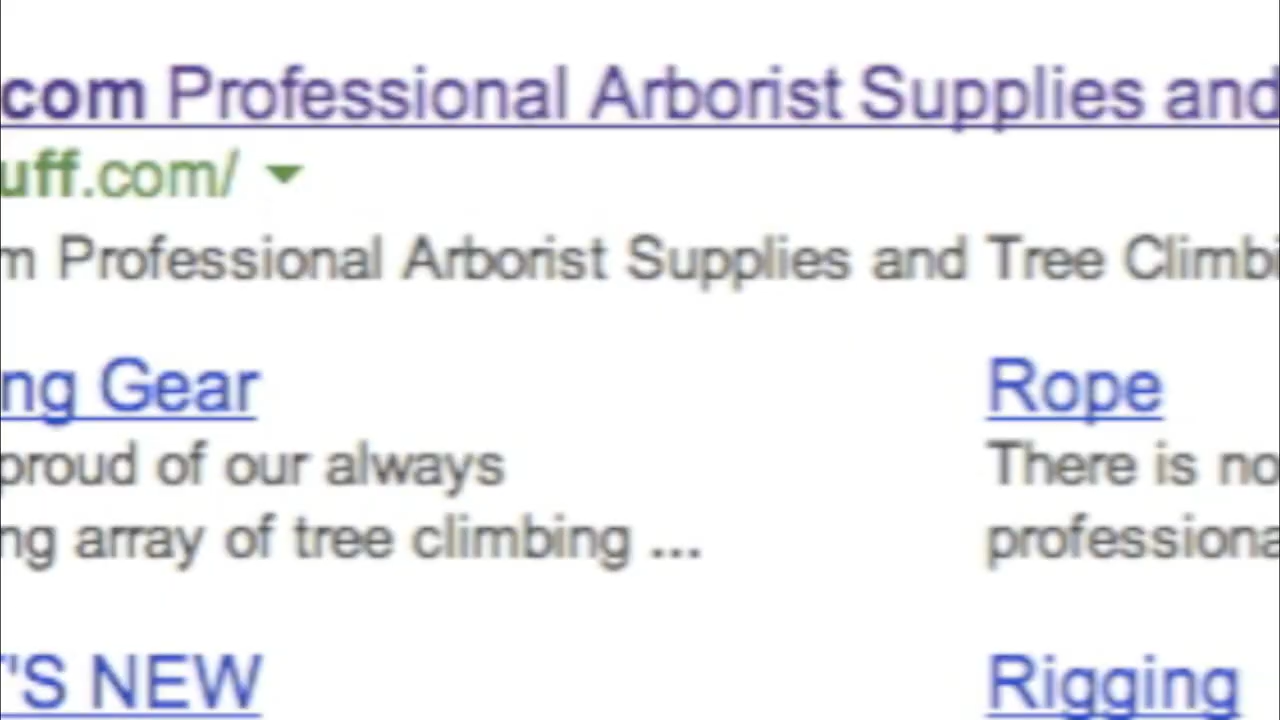 com Professional Arborist Supplies and
uff.com/
m Professional Arborist Supplies and Tree Climbi
ng Gear
proud of our always
ng array of tree climbing ...
Rope
There is no
professiona
'S NEW
Rigging